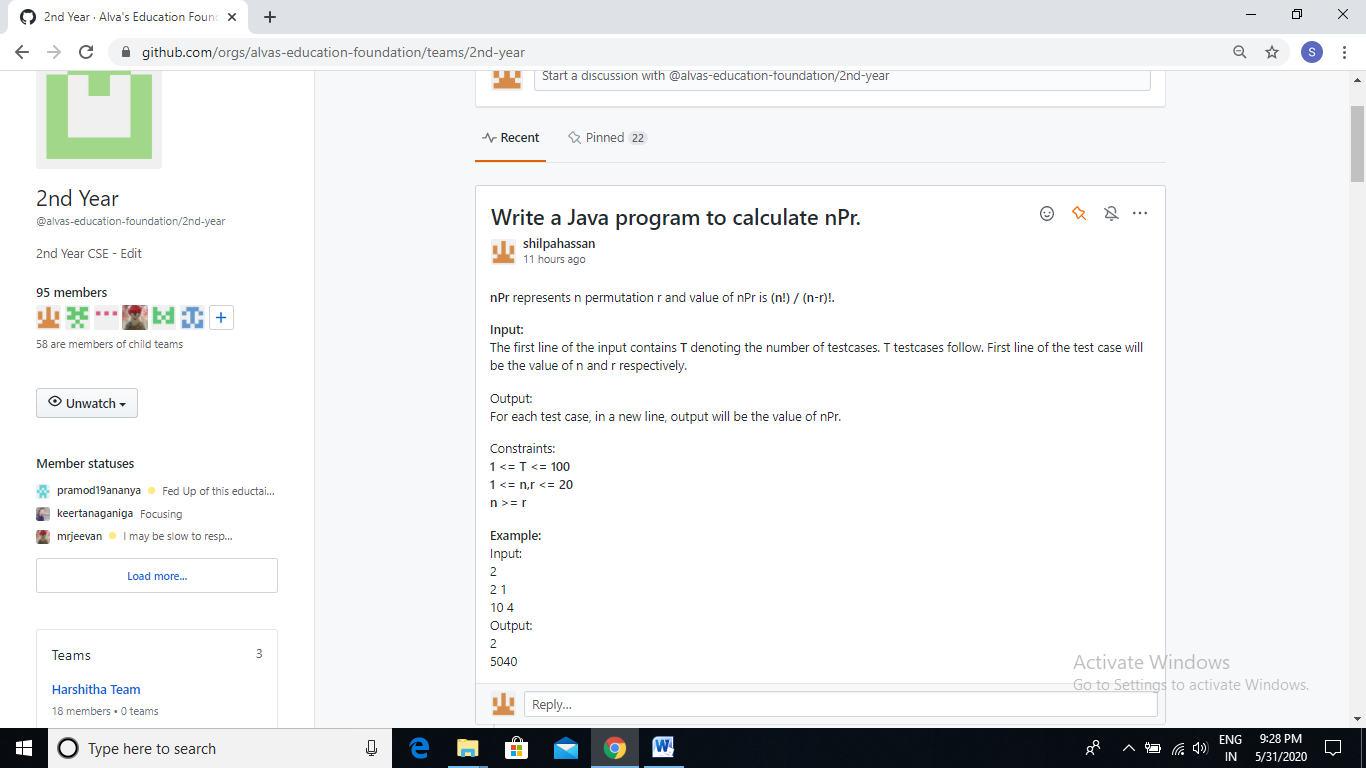 2nd Year · Alva's Education Foun
github.com/orgs/alvas-education-foundation/teams/2nd-year
S
Start a discussion with @alvas-education-foundation/2nd-year
Recent
Pinned 22
2nd Year
@alvas-education-foundation/2nd-year
2nd Year CSE - Edit
95 members
+
58 are members of child teams
Unwatch
Member statuses
pramod19ananya Fed Up of this eductai...
keertanaganiga Focusing
mrjeevan I may be slow to resp...
Load more...
Teams 3
Harshitha Team
18 members • 0 teams
Write a Java program to calculate nPr.
shilpahassan
11 hours ago
nPr represents n permutation r and value of nPr is (n!) / (n-r)!.
Input:
The first line of the input contains T denoting the number of testcases. T testcases follow. First line of the test case will
be the value of n and r respectively.
Output:
For each test case, in a new line, output will be the value of nPr.
Constraints:
1 <= T <= 100
1 <= n,r <= 20
n >= r
Example:
Input:
2
2 1
10 4
Output:
2
5040
Reply...
Activate Windows
Go to Settings to activate Windows.
Type here to search
ENG
IN
9:28 PM
5/31/2020